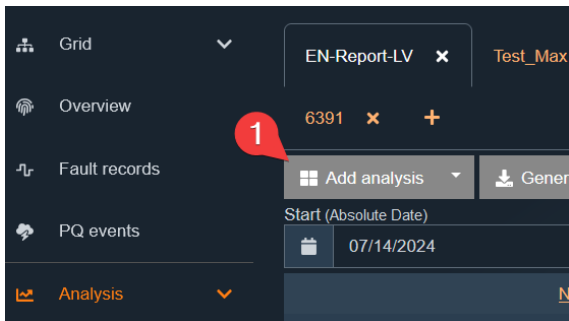 Grid
EN-Report-LV
Test_Max
Overview
6391
1
Fault records
Add analysis
Gener
Start (Absolute Date)
PQ events
07/14/2024
Analysis
N